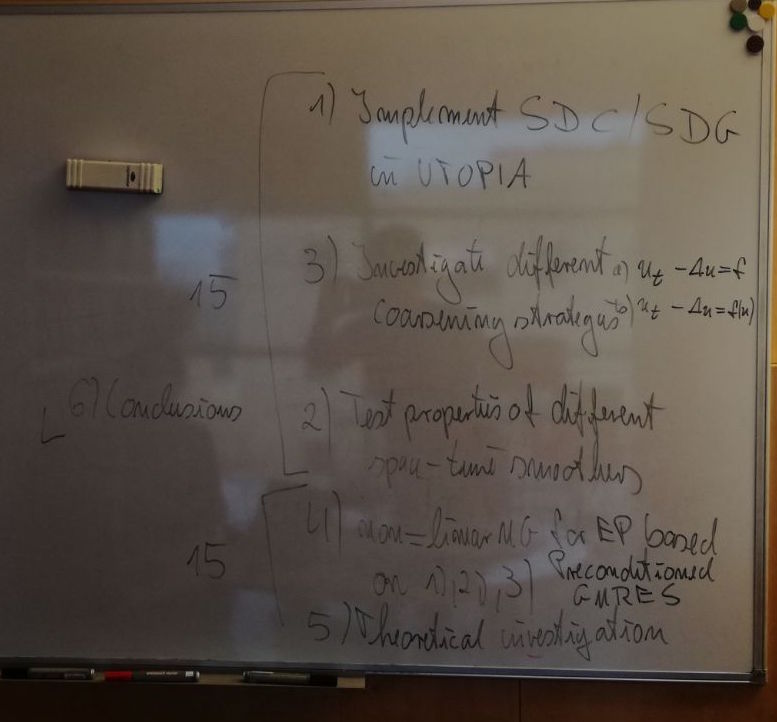 1) Implement SDC/SDG
in UTOPIA
3) Investigate different a) u_t - Δu = f
coarsening strategies b) u_t - Δu = f(u)
15
6) Conclusions
2) Test properties of different
space-time smoothers
4) non-linear MG for EP based
on 1), 2), 3) Preconditioned
GMRES
15
5) Theoretical investigation